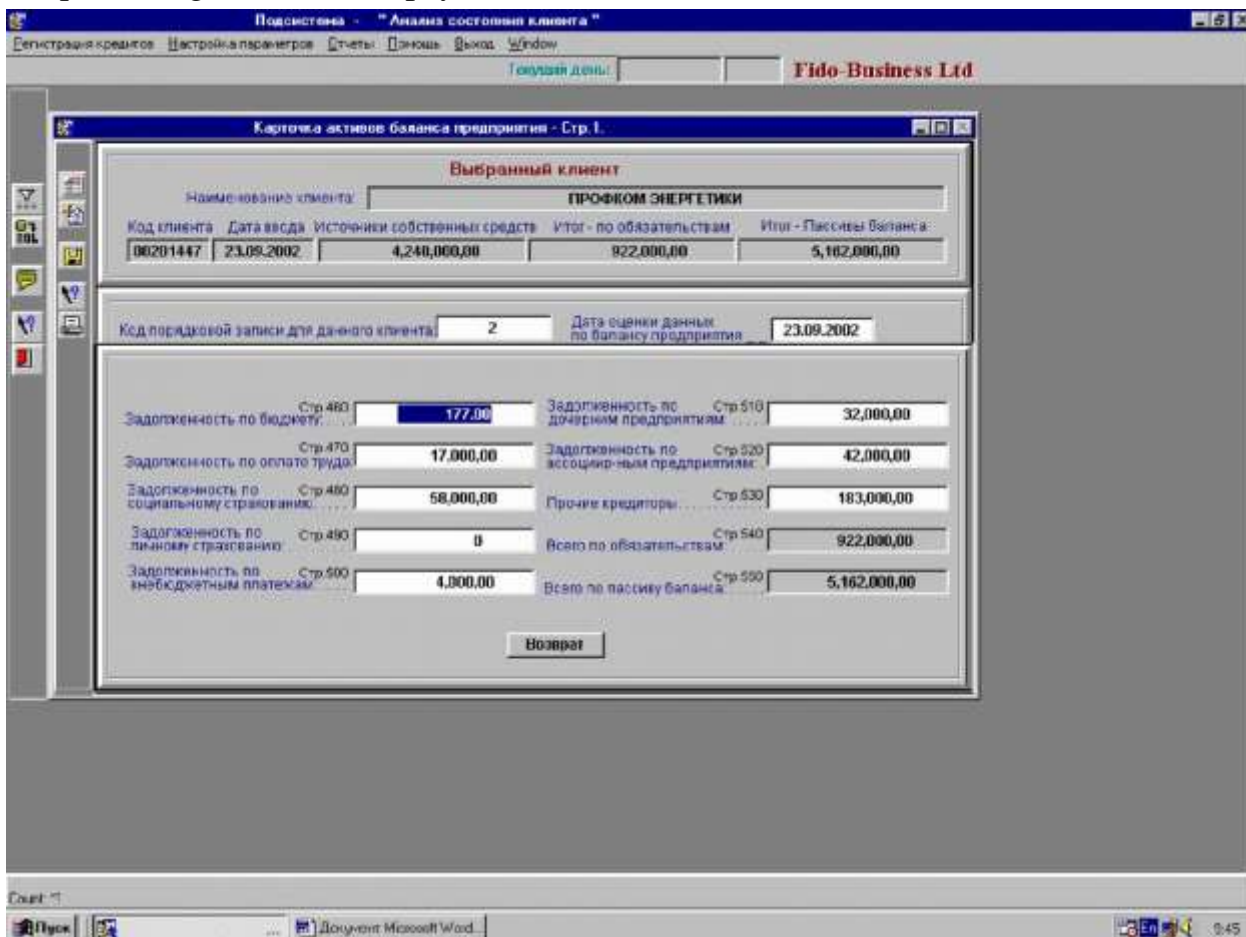 Подсистема - " Анализ состояния клиента "
Регистрация кредитов Настройка параметров Отчеты Помощь Выход Window
Текущий день: Fido-Business Ltd
Карточка активов баланса предприятия - Стр.1.
Выбранный клиент
Наименование клиента: ПРОФКОМ ЭНЕРГЕТИКИ
Код клиента Дата ввода Источники собственных средств Итог - по обязательствам Итог - Пассивы баланса
00201447 23.09.2002 4,240,000,00 922,000,00 5,162,000,00
Код порядковой записи для данного клиента: 2 Дата оценки данных по балансу предприятия 23.09.2002
Задолженность по бюджету: Стр.460 177.00 Задолженность по дочерним предприятиям Стр.510 32,000,00
Задолженность по оплате труда: Стр.470 17.000,00 Задолженность по ассоциир-ным предприятиям: Стр.520 42,000,00
Задолженность по социальному страхованию: Стр.480 58,000,00 Прочие кредиторы Стр.530 183,000,00
Задолженность по личному страхованию: Стр.490 0 Всего по обязательствам Стр.540 922,000,00
Задолженность по внебюджетным платежам: Стр.500 4,000,00 Всего по пассиву баланса Стр.550 5,162,000,00
Возврат
Пуск ... Документ Microsoft Word... En 9:45